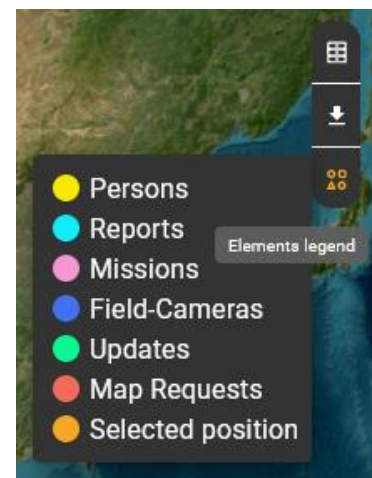 Persons
Reports
Elements legend
Missions
Field-Cameras
Updates
Map Requests
Selected position